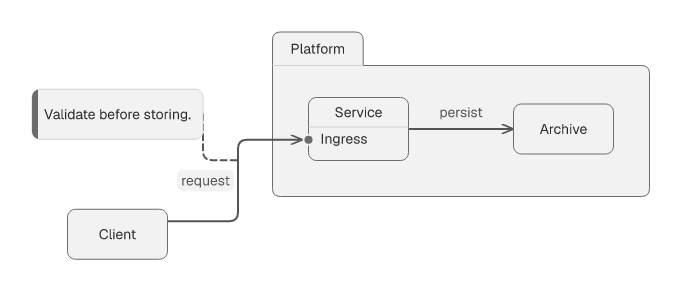 Platform
Validate before storing.
Service
Ingress
persist
Archive
request
Client